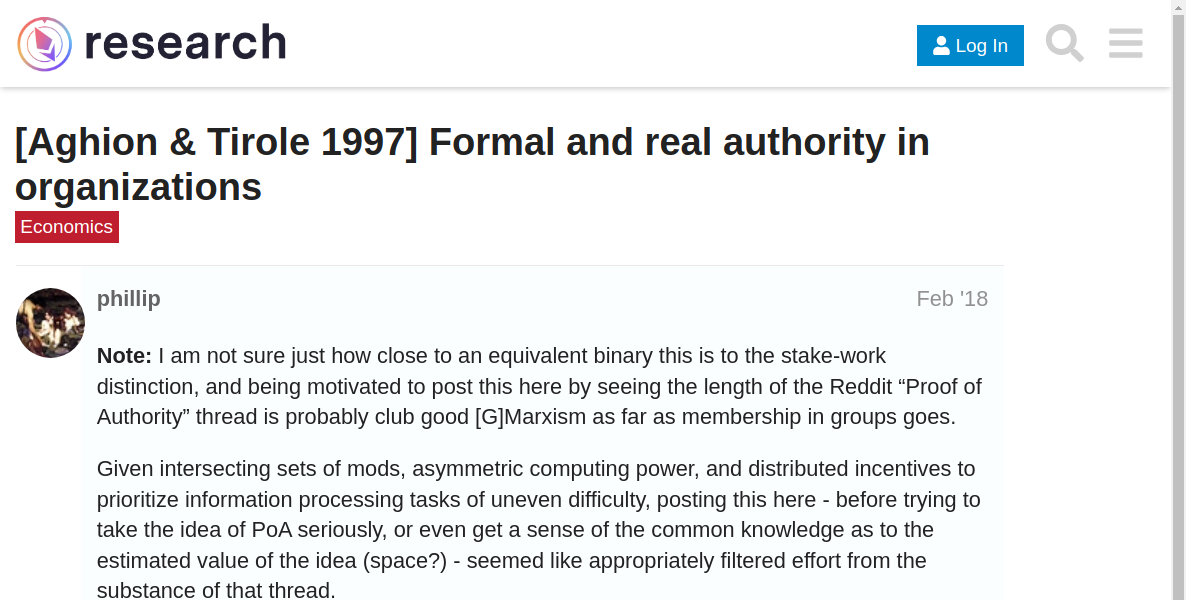 research
Log In
[Aghion & Tirole 1997] Formal and real authority in
organizations
Economics
phillip
Feb '18
Note: I am not sure just how close to an equivalent binary this is to the stake-work
distinction, and being motivated to post this here by seeing the length of the Reddit “Proof of
Authority” thread is probably club good [G]Marxism as far as membership in groups goes.
Given intersecting sets of mods, asymmetric computing power, and distributed incentives to
prioritize information processing tasks of uneven difficulty, posting this here - before trying to
take the idea of PoA seriously, or even get a sense of the common knowledge as to the
estimated value of the idea (space?) - seemed like appropriately filtered effort from the
substance of that thread.